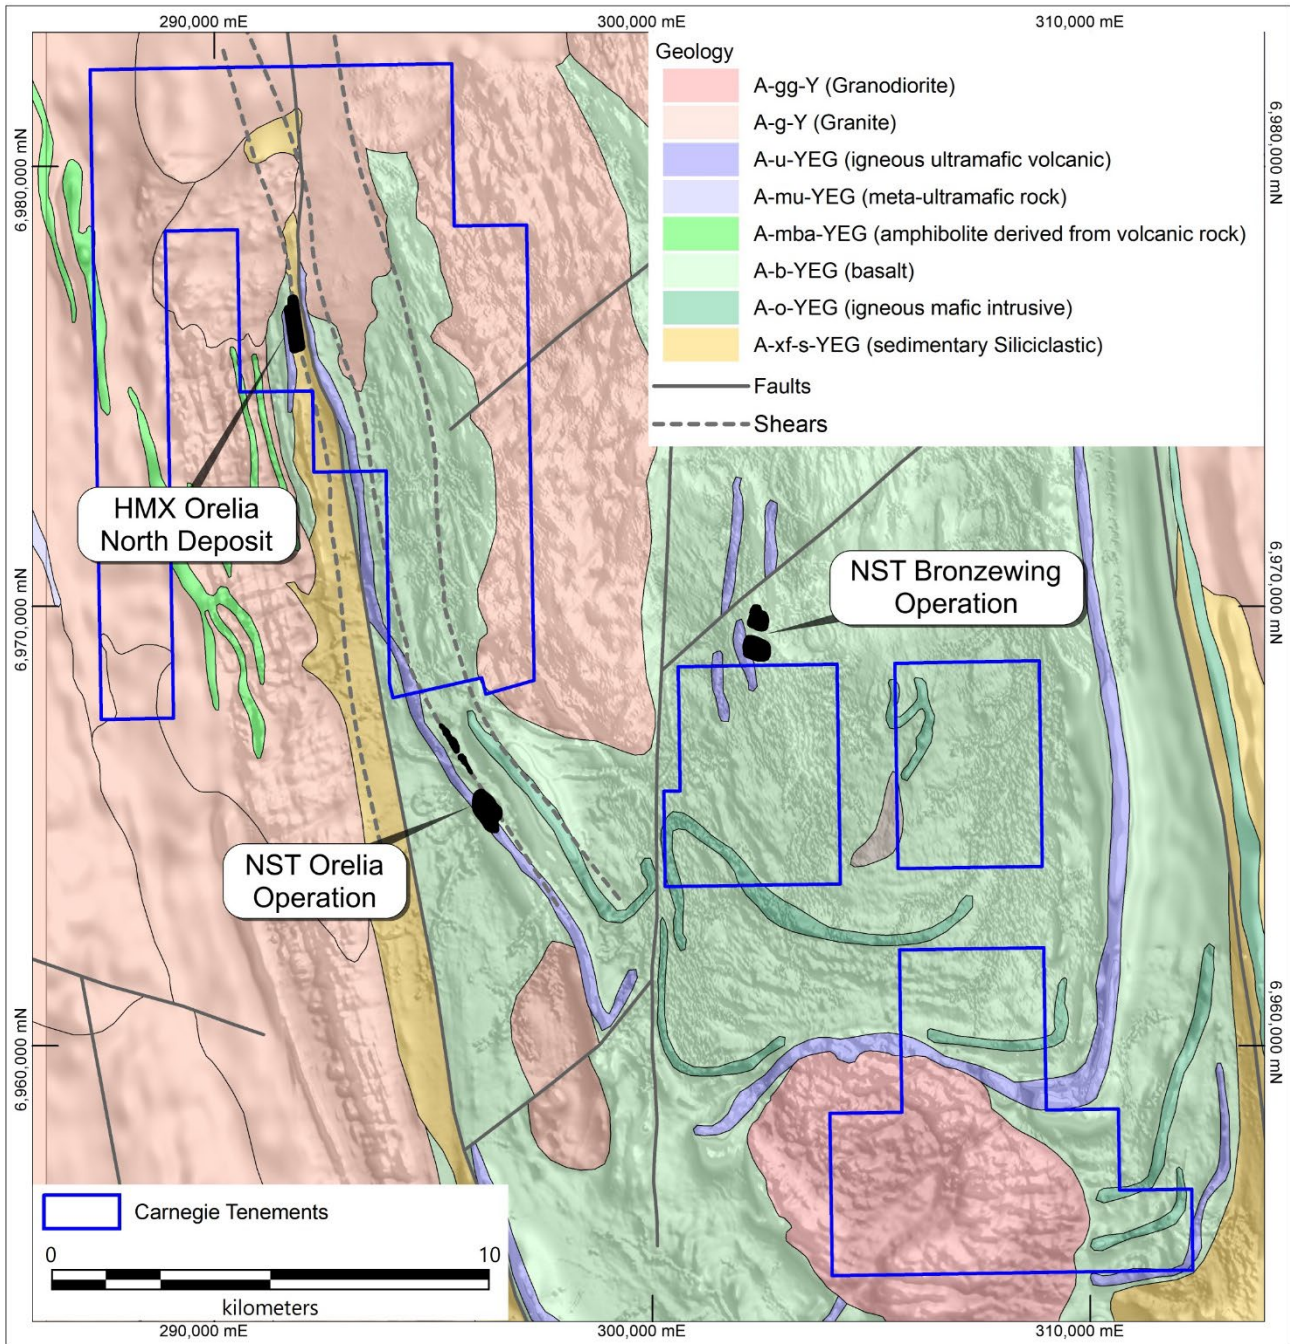 290,000 mE
300,000 mE
310,000 mE
Geology
A-gg-Y (Granodiorite)
A-g-Y (Granite)
A-u-YEG (igneous ultramafic volcanic)
A-mu-YEG (meta-ultramafic rock)
A-mba-YEG (amphibolite derived from volcanic rock)
A-b-YEG (basalt)
A-o-YEG (igneous mafic intrusive)
A-xf-s-YEG (sedimentary Siliciclastic)
Faults
Shears
6,980,000 mN
6,980,000 mN
HMX Orelia
North Deposit
NST Bronzewing
Operation
6,970,000 mN
6,970,000 mN
NST Orelia
Operation
6,960,000 mN
6,960,000 mN
Carnegie Tenements
0
10
kilometers
290,000 mE
300,000 mE
310,000 mE